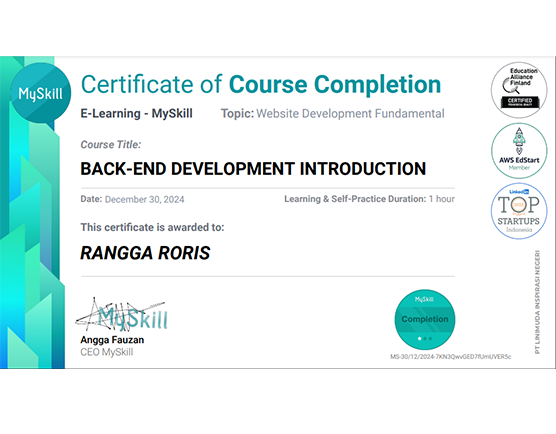 MySkill
Certificate of Course Completion
E-Learning - MySkill Topic: Website Development Fundamental
Course Title:
BACK-END DEVELOPMENT INTRODUCTION
Date: December 30, 2024 Learning & Self-Practice Duration: 1 hour
This certificate is awarded to:
RANGGA RORIS
MySkill
Angga Fauzan
CEO MySkill
MySkill
Completion
MS-30/12/2024-7KN3QwvGED7fUmUVER5c
Education
Alliance
Finland
CERTIFIED
AWS EdStart
Member
LinkedIn
TOP
STARTUPS
Indonesia
PT LINIMUDA INSPIRASI NEGERI